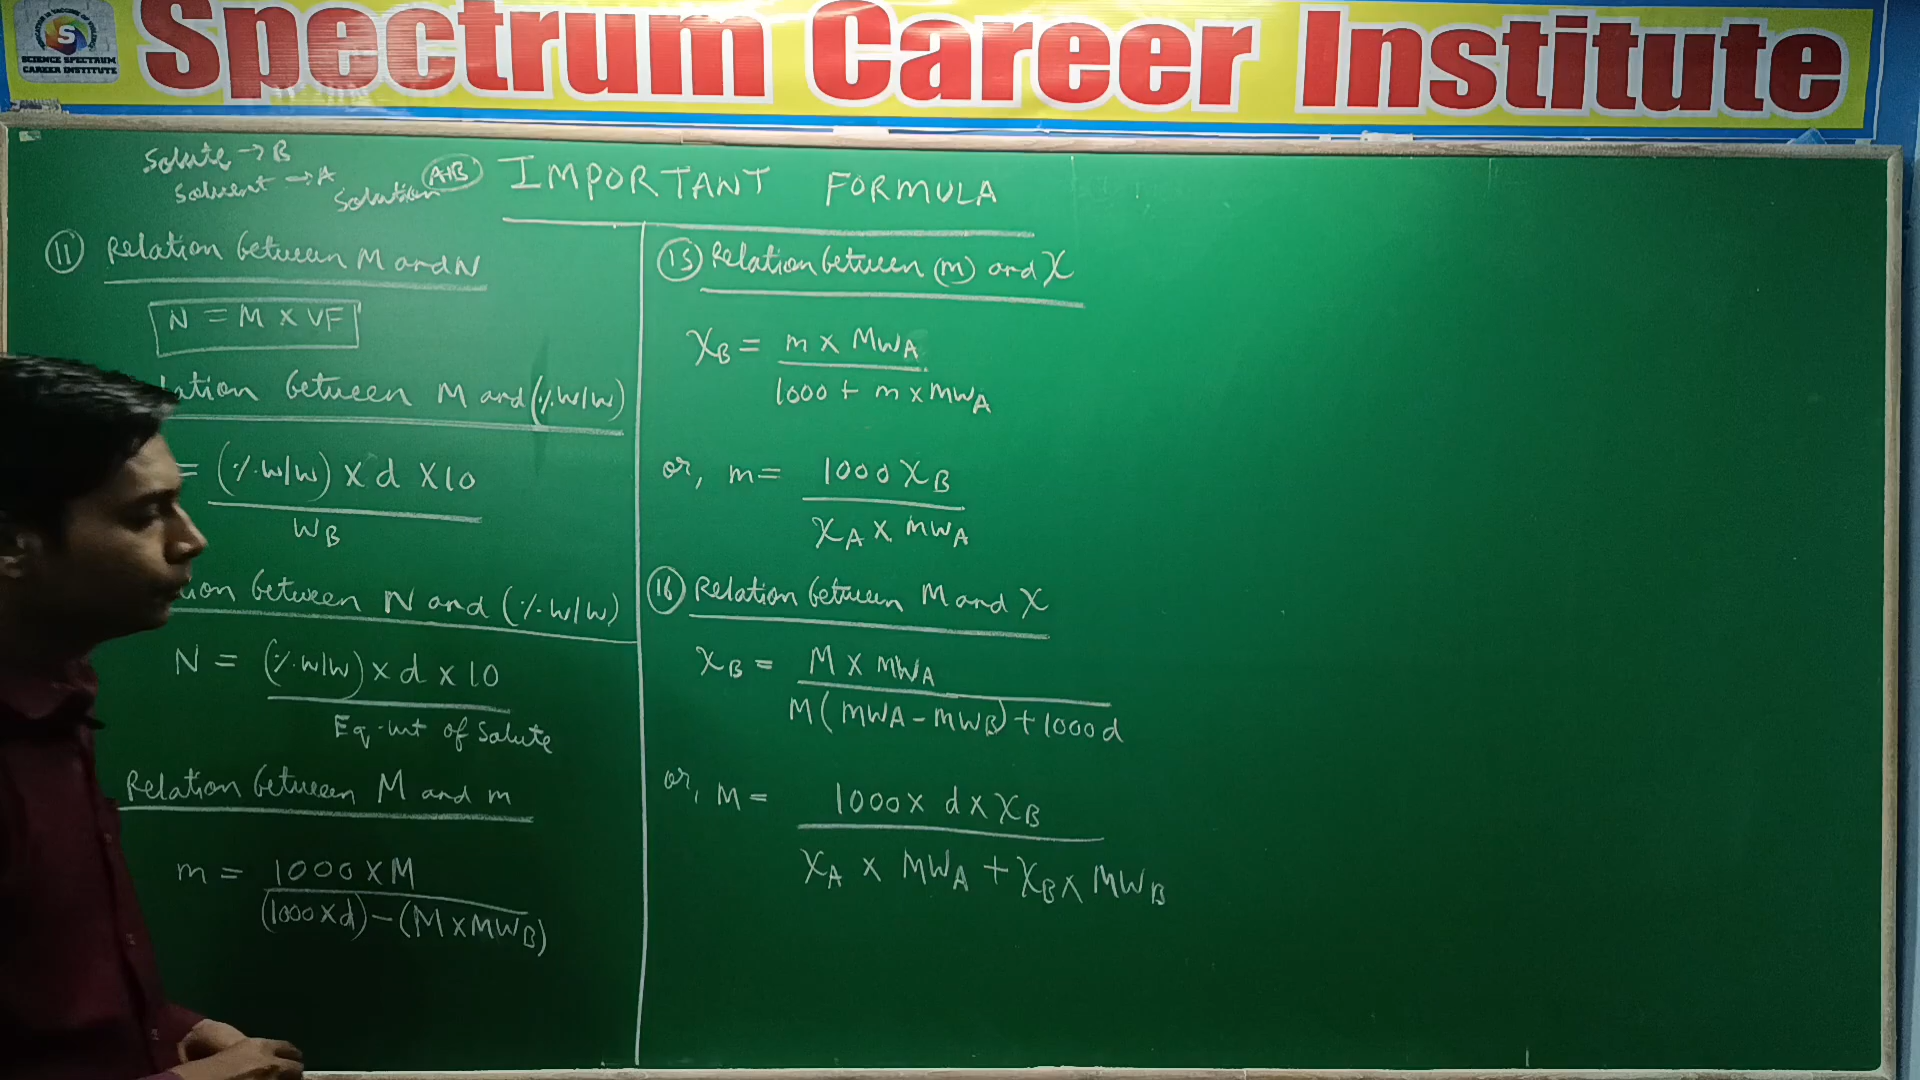 Spectrum Career Institute
S
SCIENCE SPECTRUM
CAREER INSTITUTE
Solute → B
Solvent → A
Solution A+B
IMPORTANT FORMULA
11 Relation between M and N
N = M × VF
lation between M and (%w/w)
= (%w/w) × d × 10
W B
ion between N and (%w/w)
N = (%w/w) × d × 10
Eq. wt of Solute
Relation between M and m
m = 1000 × M
(1000×d) − (M × MWB)
15 Relation between (m) and X
XB = m × MWA
1000 + m × MWA
or, m = 1000 XB
XA × MWA
16 Relation between M and X
XB = M × MWA
M(MWA − MWB) + 1000 d
or, M = 1000 × d × XB
XA × MWA + XB × MWB